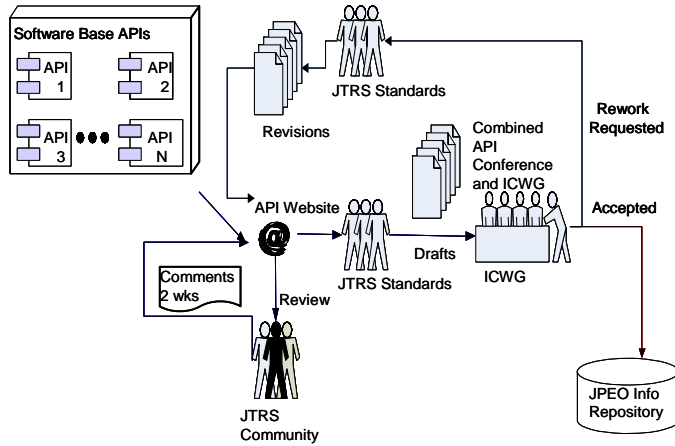 Software Base APIs
API
1
API
2
API
3
API
N
JTRS Standards
Revisions
Combined
API
Conference
and ICWG
Rework
Requested
API Website
@
Accepted
JTRS Standards
Drafts
ICWG
Comments
2 wks
Review
JTRS
Community
JPEO Info
Repository